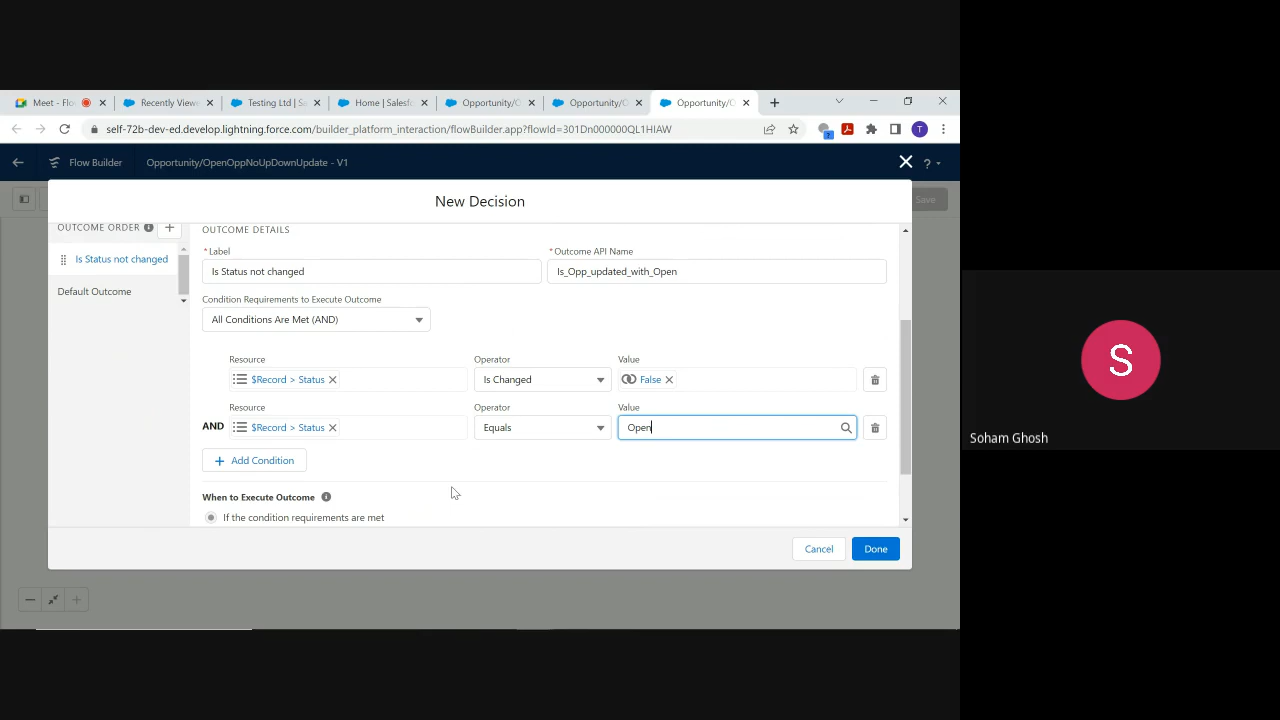 Meet - Flo
Recently View
Testing Ltd | S
Home | Salesf
Opportunity/O
Opportunity/O
Opportunity/O
self-72b-dev-ed.develop.lightning.force.com/builder_platform_interaction/flowBuilder.app?flowId=301Dn000000QL1HIAW
T
Flow Builder
Opportunity/OpenOppNoUpDownUpdate - V1
?
Save
New Decision
OUTCOME ORDER
Is Status not changed
Default Outcome
OUTCOME DETAILS
*Label
*Outcome API Name
Is Status not changed
Is_Opp_updated_with_Open
Condition Requirements to Execute Outcome
All Conditions Are Met (AND)
Resource
Operator
Value
$Record > Status
Is Changed
False
Resource
Operator
Value
AND
$Record > Status
Equals
Open
Add Condition
When to Execute Outcome
If the condition requirements are met
Cancel
Done
S
Soham Ghosh